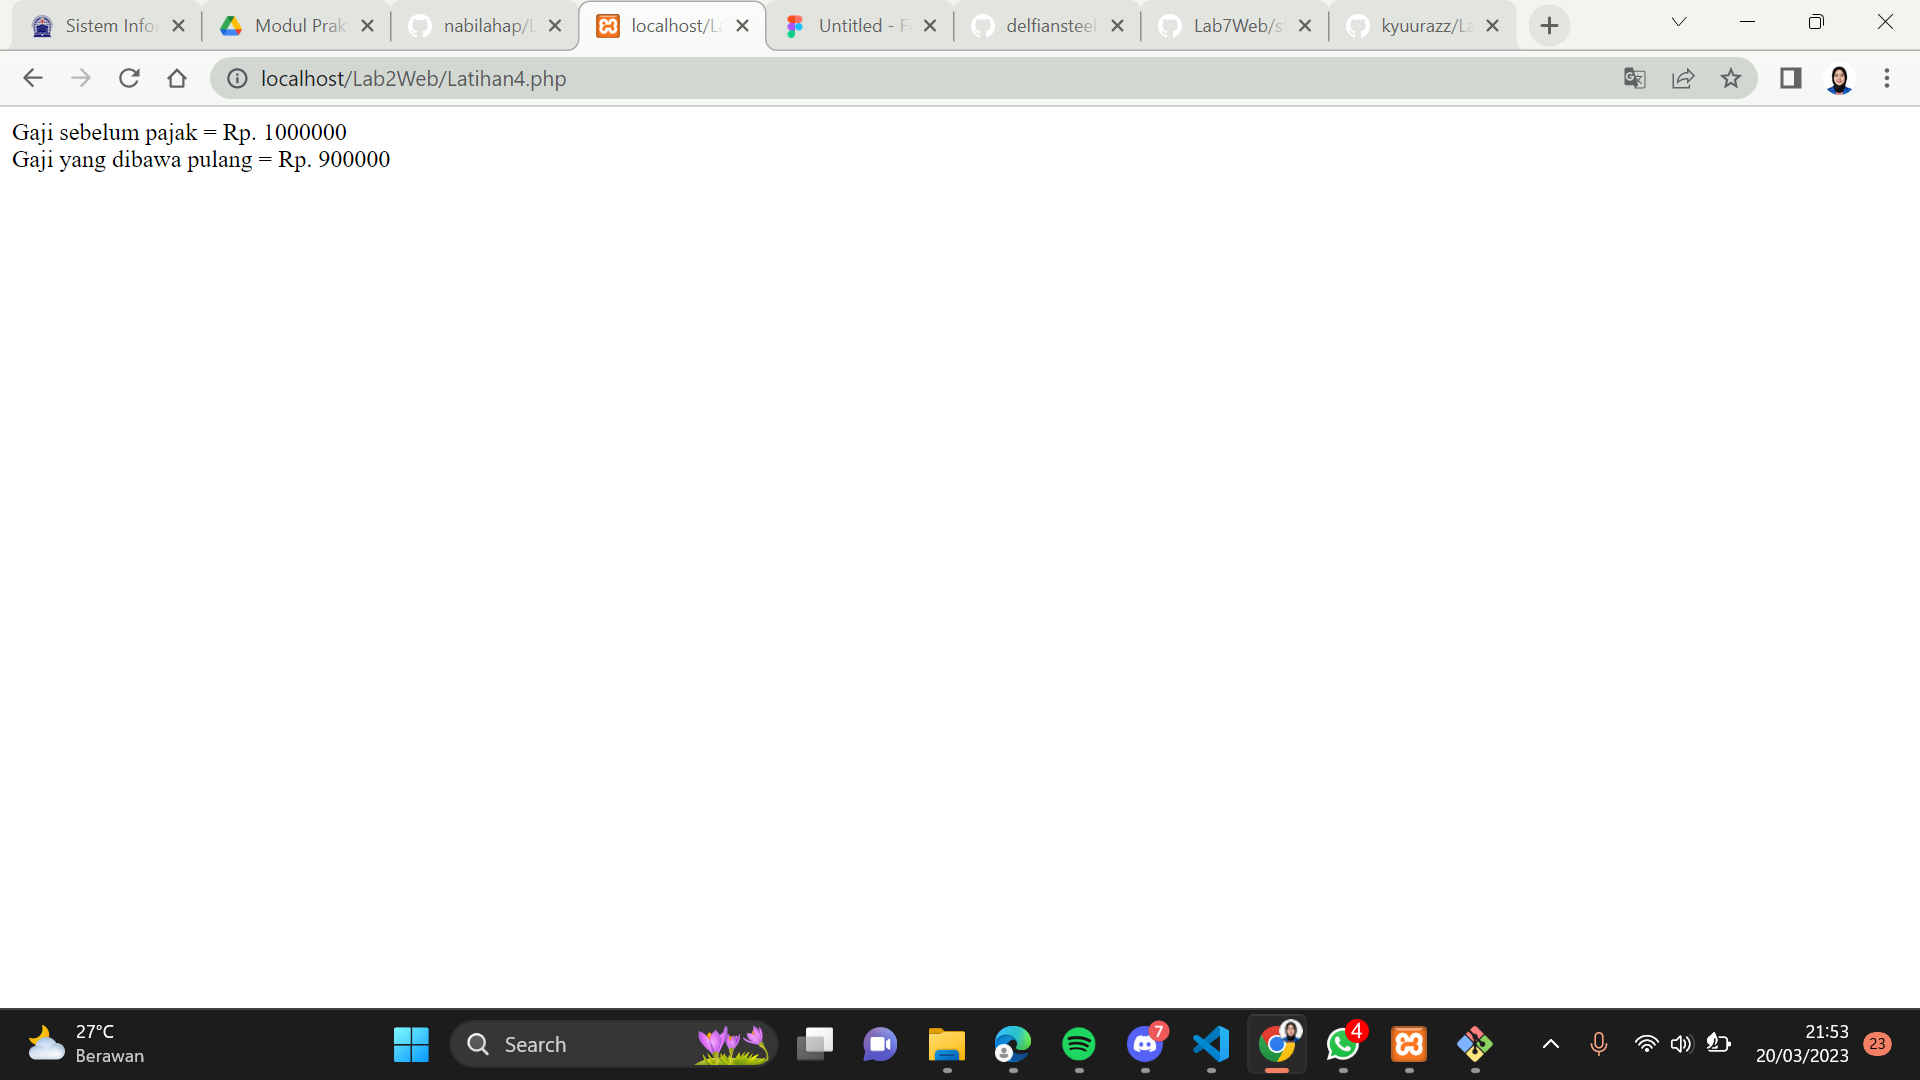 Sistem Infor
Modul Prak
nabilahap/L
localhost/La
Untitled - F
delfiansteel
Lab7Web/s
kyuurazz/La
localhost/Lab2Web/Latihan4.php
Gaji sebelum pajak = Rp. 1000000
Gaji yang dibawa pulang = Rp. 900000
27°C
Berawan
Search
7
4
21:53
20/03/2023
23